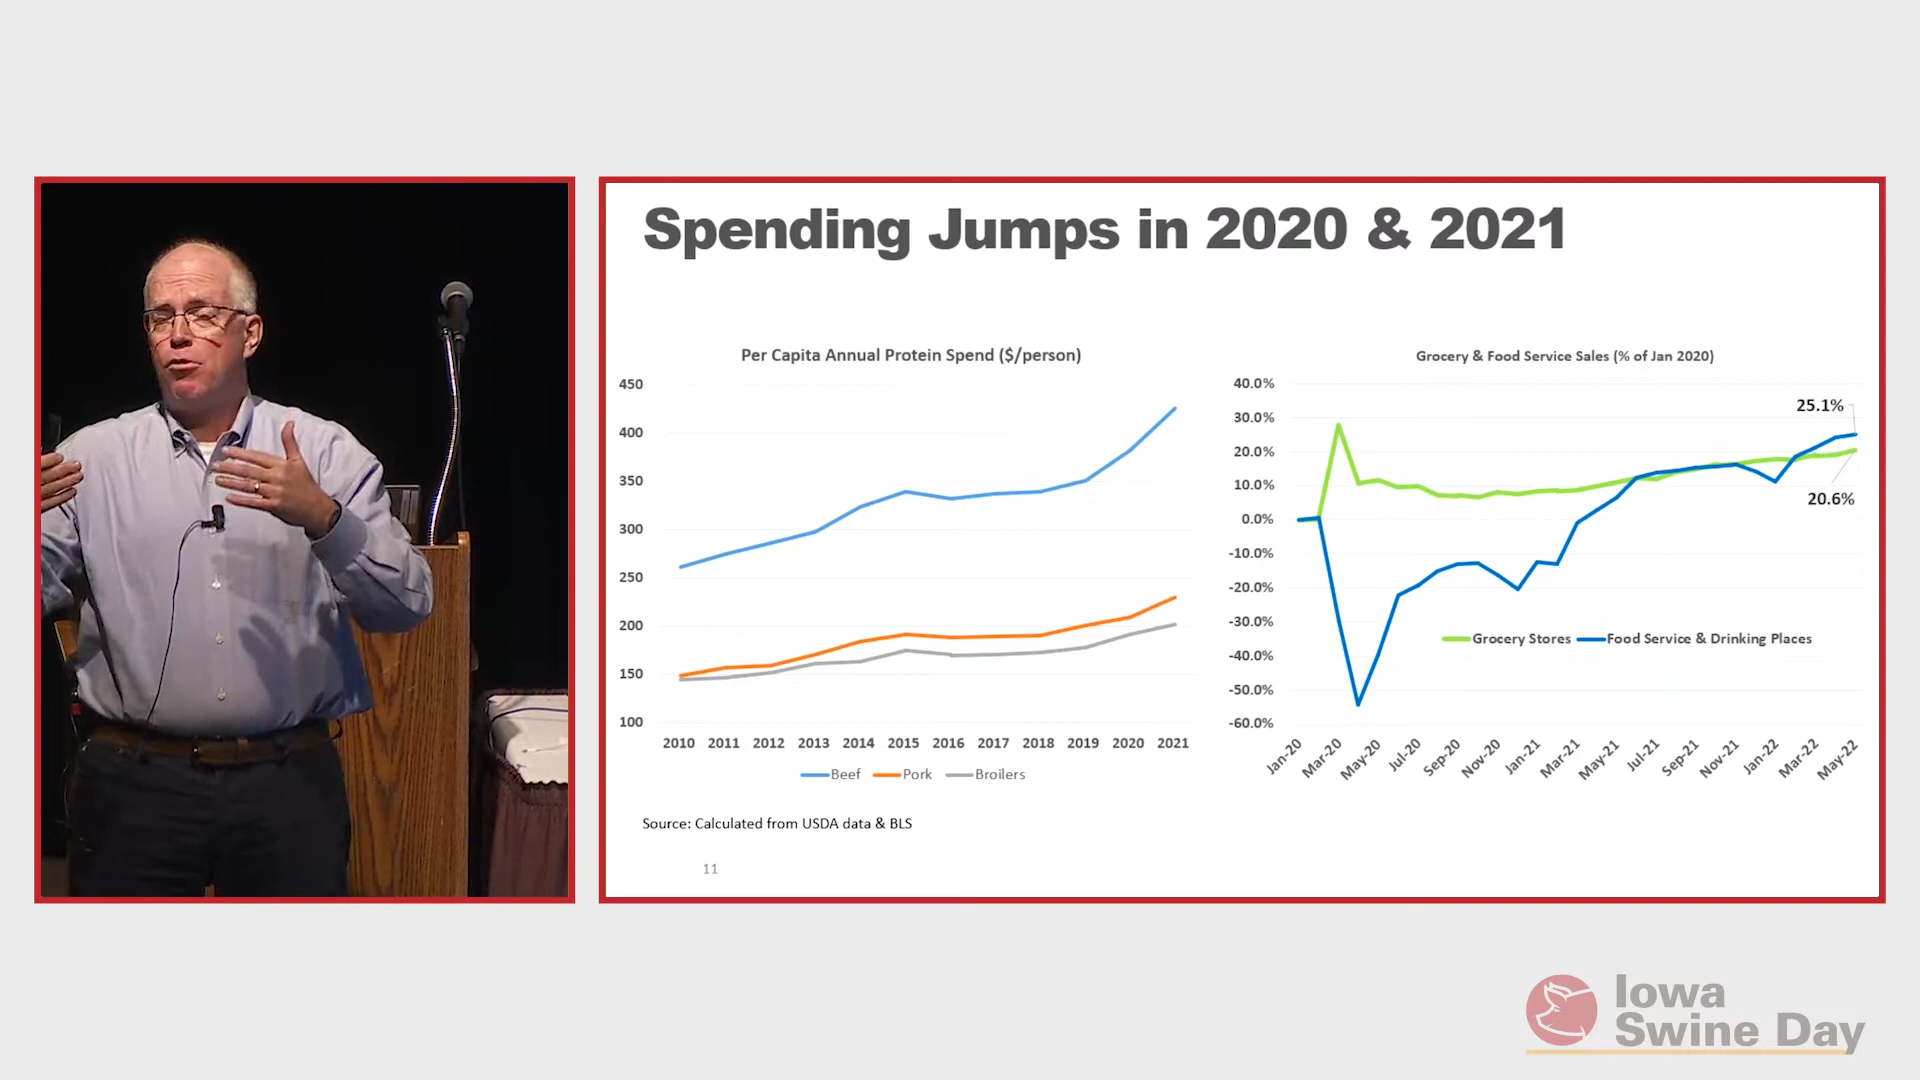 Spending Jumps in 2020 & 2021
Per Capita Annual Protein Spend ($/person)
450
400
350
300
250
200
150
100
2010 2011 2012 2013 2014 2015 2016 2017 2018 2019 2020 2021
Beef Pork Broilers
Grocery & Food Service Sales (% of Jan 2020)
40.0%
30.0%
20.0%
10.0%
0.0%
-10.0%
-20.0%
-30.0%
-40.0%
-50.0%
-60.0%
25.1%
20.6%
Grocery Stores Food Service & Drinking Places
Jan-20 Mar-20 May-20 Jul-20 Sep-20 Nov-20 Jan-21 Mar-21 May-21 Jul-21 Sep-21 Nov-21 Jan-22 Mar-22 May-22
Source: Calculated from USDA data & BLS
11
Iowa
Swine Day